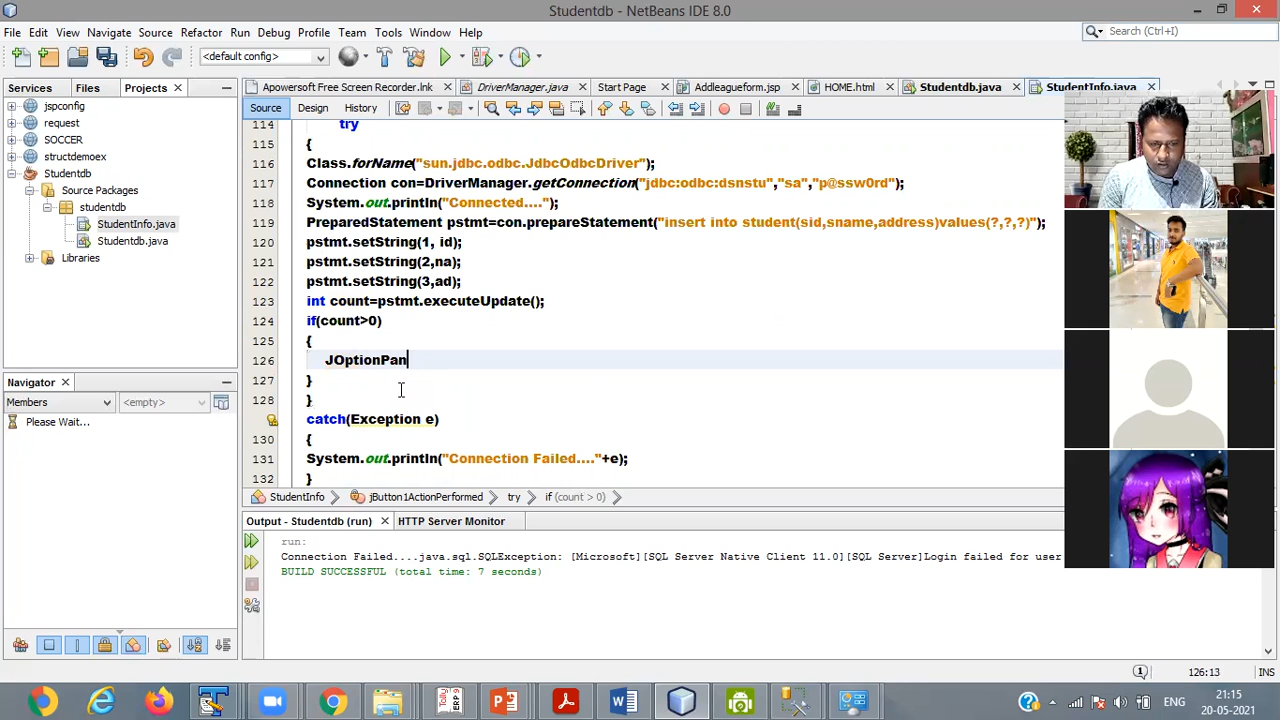 Studentdb - NetBeans IDE 8.0
File Edit View Navigate Source Refactor Run Debug Profile Team Tools Window Help
Search (Ctrl+I)
<default config>
Services Files Projects
Apowersoft Free Screen Recorder.lnk DriverManager.java Start Page Addleagueform.jsp HOME.html Studentdb.java StudentInfo.java
Source Design History
jspconfig
request
SOCCER
structdemoex
Studentdb
Source Packages
studentdb
StudentInfo.java
Studentdb.java
Libraries
114 try
115 {
116 Class.forName("sun.jdbc.odbc.JdbcOdbcDriver");
117 Connection con=DriverManager.getConnection("jdbc:odbc:dsnstu","sa","p@ssw0rd");
118 System.out.println("Connected....");
119 PreparedStatement pstmt=con.prepareStatement("insert into student(sid,sname,address)values(?,?,?)");
120 pstmt.setString(1, id);
121 pstmt.setString(2,na);
122 pstmt.setString(3,ad);
123 int count=pstmt.executeUpdate();
124 if(count>0)
125 {
126 JOptionPan
127 }
128 }
catch(Exception e)
130 {
131 System.out.println("Connection Failed...."+e);
132 }
StudentInfo jButton1ActionPerformed try if (count > 0)
Navigator
Members <empty>
Please Wait...
Output - Studentdb (run) HTTP Server Monitor
run:
Connection Failed....java.sql.SQLException: [Microsoft][SQL Server Native Client 11.0][SQL Server]Login failed for user
BUILD SUCCESSFUL (total time: 7 seconds)
1 126:13 INS
Tally
ERP9
ENG
21:15
20-05-2021